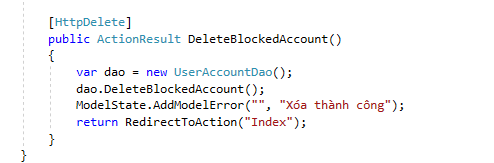 [HttpDelete]
public ActionResult DeleteBlockedAccount()
{
var dao = new UserAccountDao();
dao.DeleteBlockedAccount();
ModelState.AddModelError("", "Xóa thành công");
return RedirectToAction("Index");
}
}